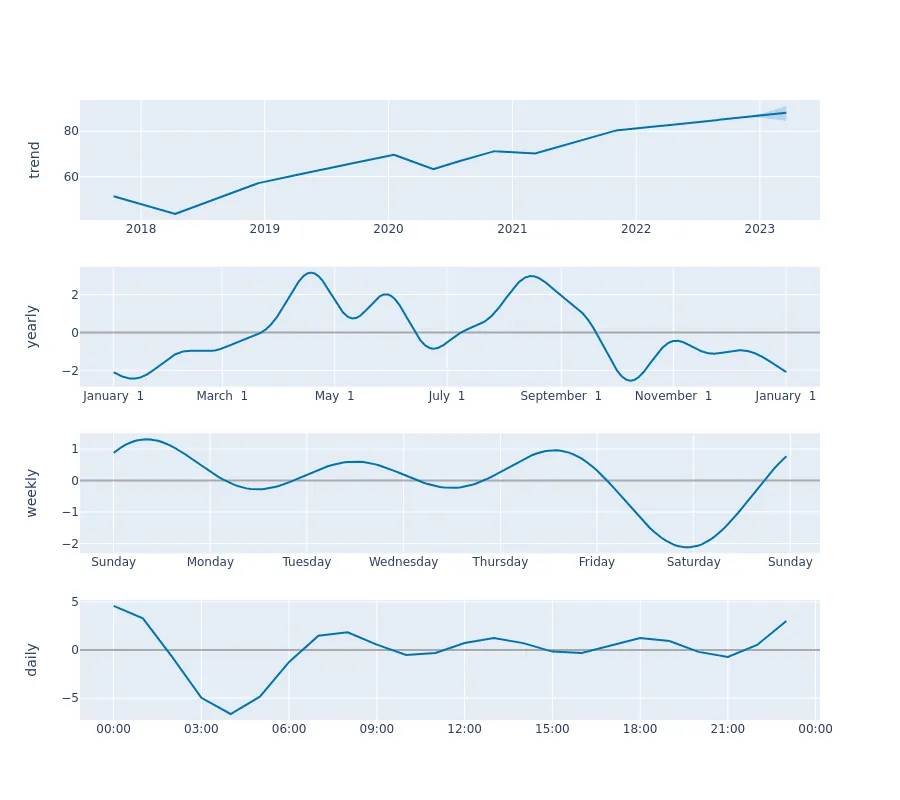 trend
80
60
2018 2019 2020 2021 2022 2023
yearly
2
0
−2
January 1 March 1 May 1 July 1 September 1 November 1 January 1
weekly
1
0
−1
−2
Sunday Monday Tuesday Wednesday Thursday Friday Saturday Sunday
daily
5
0
−5
00:00 03:00 06:00 09:00 12:00 15:00 18:00 21:00 00:00